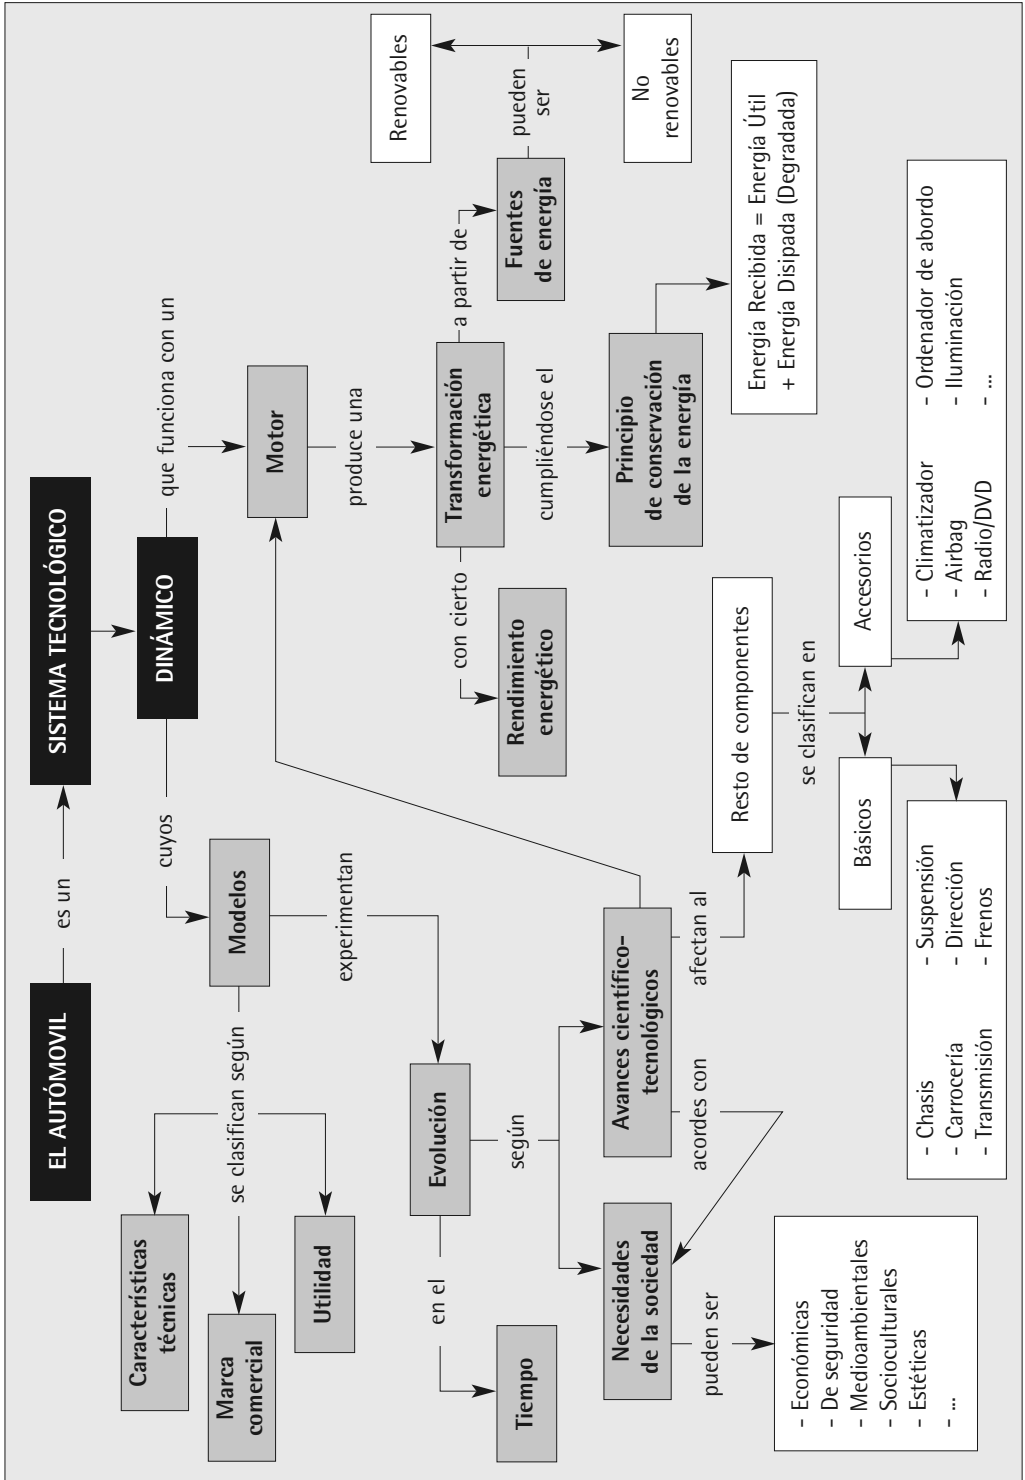 EL AUTÓMOVIL
es un
SISTEMA TECNOLÓGICO
DINÁMICO
cuyos
que funciona con un
Modelos
se clasifican según
Características
técnicas
Marca
comercial
Utilidad
experimentan
Evolución
en el
Tiempo
según
Necesidades
de la sociedad
pueden ser
- Económicas
- De seguridad
- Medioambientales
- Socioculturales
- Estéticas
- ...
Avances científico-
tecnológicos
acordes con
afectan al
Resto de componentes
se clasifican en
Básicos
- Chasis
- Carrocería
- Transmisión
- Suspensión
- Dirección
- Frenos
Accesorios
- Climatizador
- Airbag
- Radio/DVD
- Ordenador de abordo
- Iluminación
- ...
Motor
produce una
Transformación
energética
con cierto
Rendimiento
energético
cumpliéndose el
Principio
de conservación
de la energía
Energía Recibida = Energía Útil
+ Energía Disipada (Degradada)
a partir de
Fuentes
de energía
pueden
ser
Renovables
No
renovables